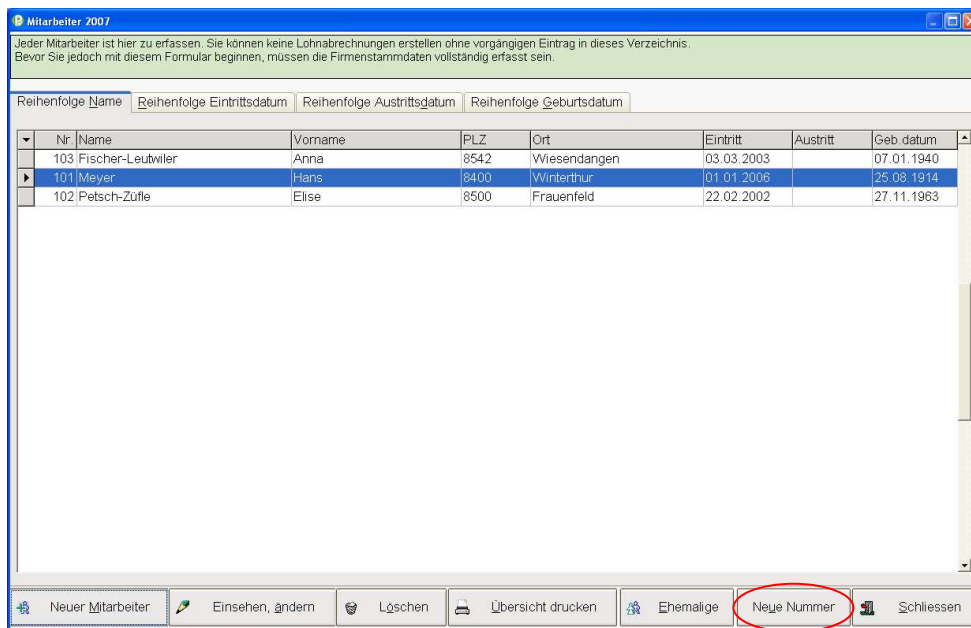 Mitarbeiter 2007
Jeder Mitarbeiter ist hier zu erfassen. Sie können keine Lohnabrechnungen erstellen ohne vorgängigen Eintrag in dieses Verzeichnis.
Bevor Sie jedoch mit diesem Formular beginnen, müssen die Firmenstammdaten vollständig erfasst sein.
Reihenfolge Name Reihenfolge Eintrittsdatum Reihenfolge Austrittsdatum Reihenfolge Geburtsdatum
Nr. Name Vorname PLZ Ort Eintritt Austritt Geb.datum
103 Fischer-Leutwiler Anna 8542 Wiesendangen 03.03.2003 07.01.1940
101 Meyer Hans 8400 Winterthur 01.01.2006 25.08.1914
102 Petsch-Züfle Elise 8500 Frauenfeld 22.02.2002 27.11.1963
Neuer Mitarbeiter Einsehen, ändern Löschen Übersicht drucken Ehemalige Neue Nummer Schliessen